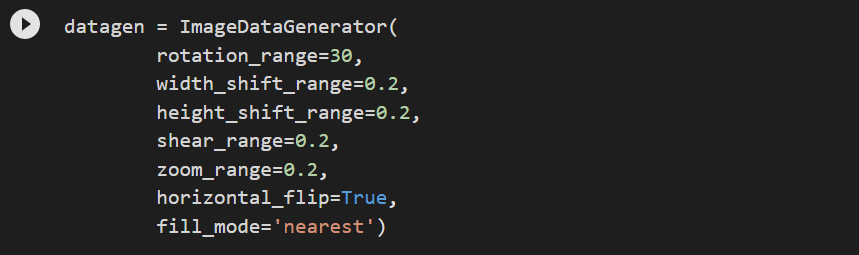 datagen = ImageDataGenerator(
rotation_range=30,
width_shift_range=0.2,
height_shift_range=0.2,
shear_range=0.2,
zoom_range=0.2,
horizontal_flip=True,
fill_mode='nearest')